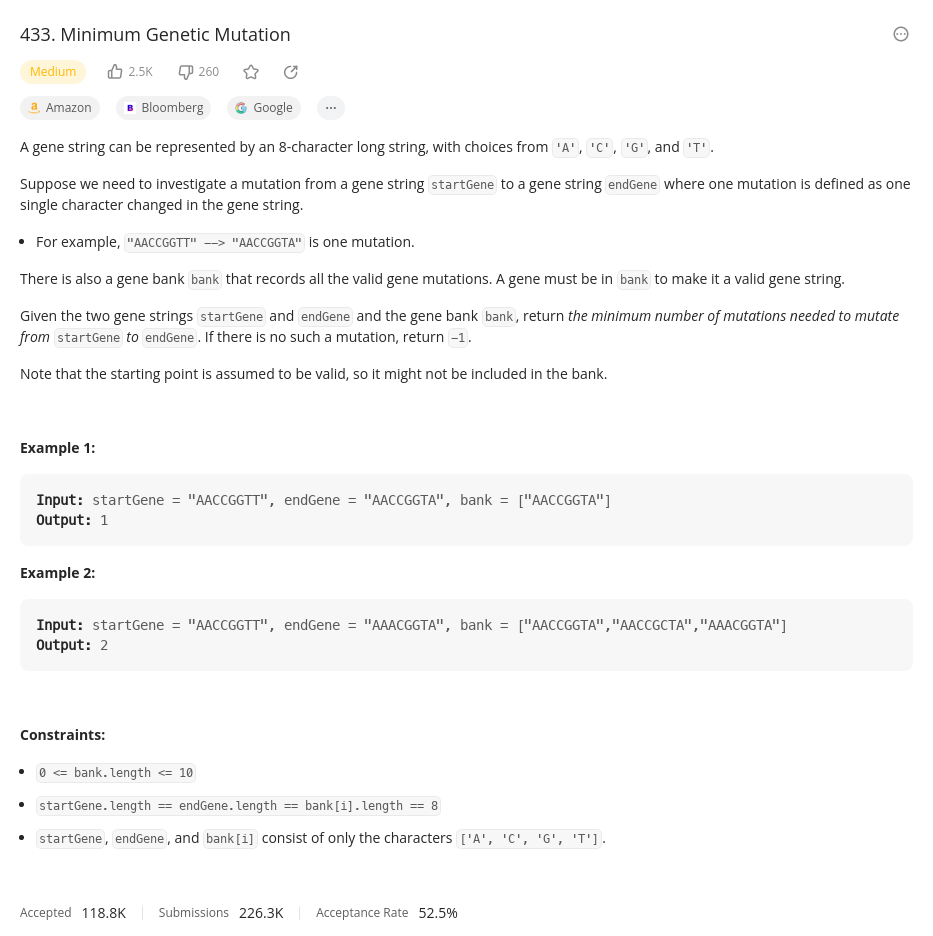 433. Minimum Genetic Mutation
Medium 2.5K 260
Amazon Bloomberg Google ...
A gene string can be represented by an 8-character long string, with choices from 'A', 'C', 'G', and 'T'.
Suppose we need to investigate a mutation from a gene string startGene to a gene string endGene where one mutation is defined as one
single character changed in the gene string.
• For example, "AACCGGTT" --> "AACCGGTA" is one mutation.
There is also a gene bank bank that records all the valid gene mutations. A gene must be in bank to make it a valid gene string.
Given the two gene strings startGene and endGene and the gene bank bank, return the minimum number of mutations needed to mutate
from startGene to endGene. If there is no such a mutation, return -1.
Note that the starting point is assumed to be valid, so it might not be included in the bank.
Example 1:
Input: startGene = "AACCGGTT", endGene = "AACCGGTA", bank = ["AACCGGTA"]
Output: 1
Example 2:
Input: startGene = "AACCGGTT", endGene = "AAACGGTA", bank = ["AACCGGTA","AACCGCTA","AAACGGTA"]
Output: 2
Constraints:
• 0 <= bank.length <= 10
• startGene.length == endGene.length == bank[i].length == 8
• startGene, endGene, and bank[i] consist of only the characters ['A', 'C', 'G', 'T'].
Accepted 118.8K Submissions 226.3K Acceptance Rate 52.5%